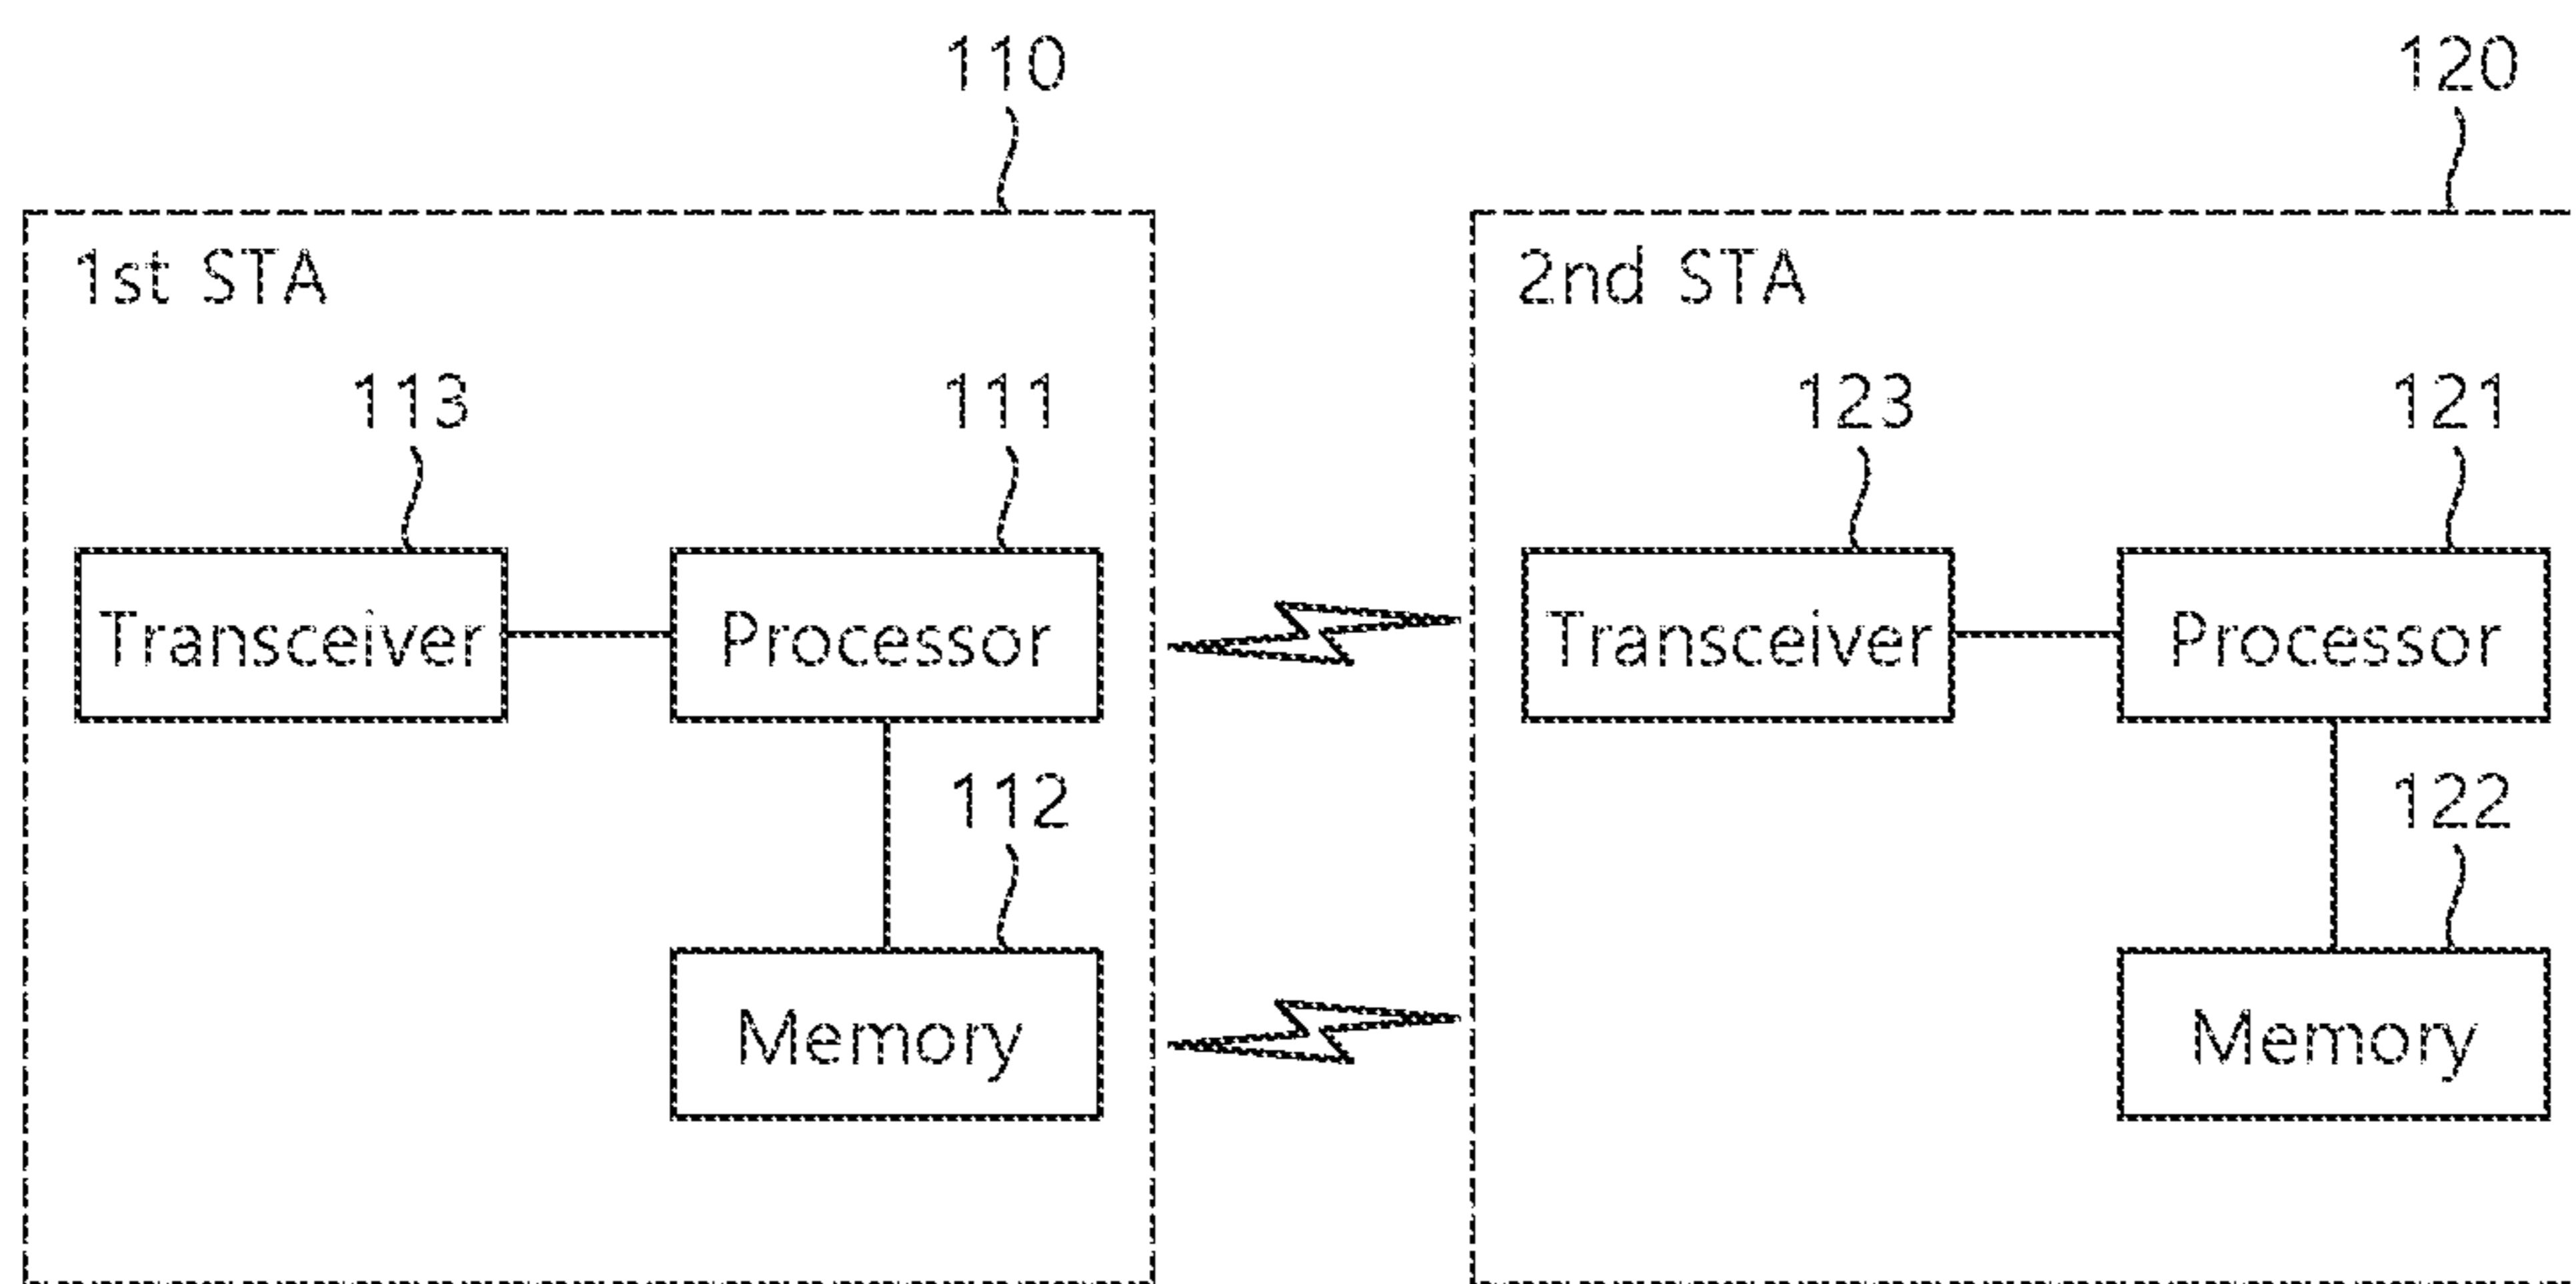 110 120
1st STA 2nd STA
113 111 123 121
Transceiver Processor Transceiver Processor
112 122
Memory Memory